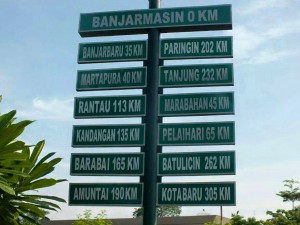 BANJARMASIN 0 KM
BANJARBARU 35 KM
PARINGIN 202 KM
MARTAPURA 40 KM
TANJUNG 232 KM
RANTAU 113 KM
MARABAHAN 45 KM
KANDANGAN 135 KM
PELAIHARI 65 KM
BARABAI 165 KM
BATULICIN 262 KM
AMUNTAI 190 KM
KOTABARU 305 KM